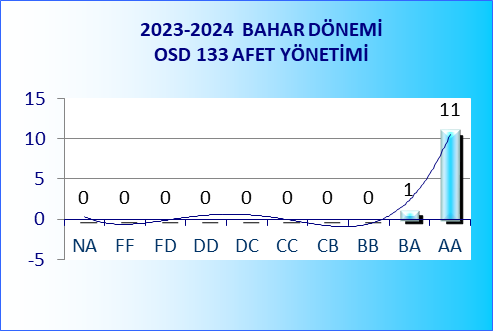 2023-2024 BAHAR DÖNEMİ
OSD 133 AFET YÖNETİMİ
15
10
5
0
-5
0 0 0 0 0 0 0 0 1 11
NA FF FD DD DC CC CB BB BA AA